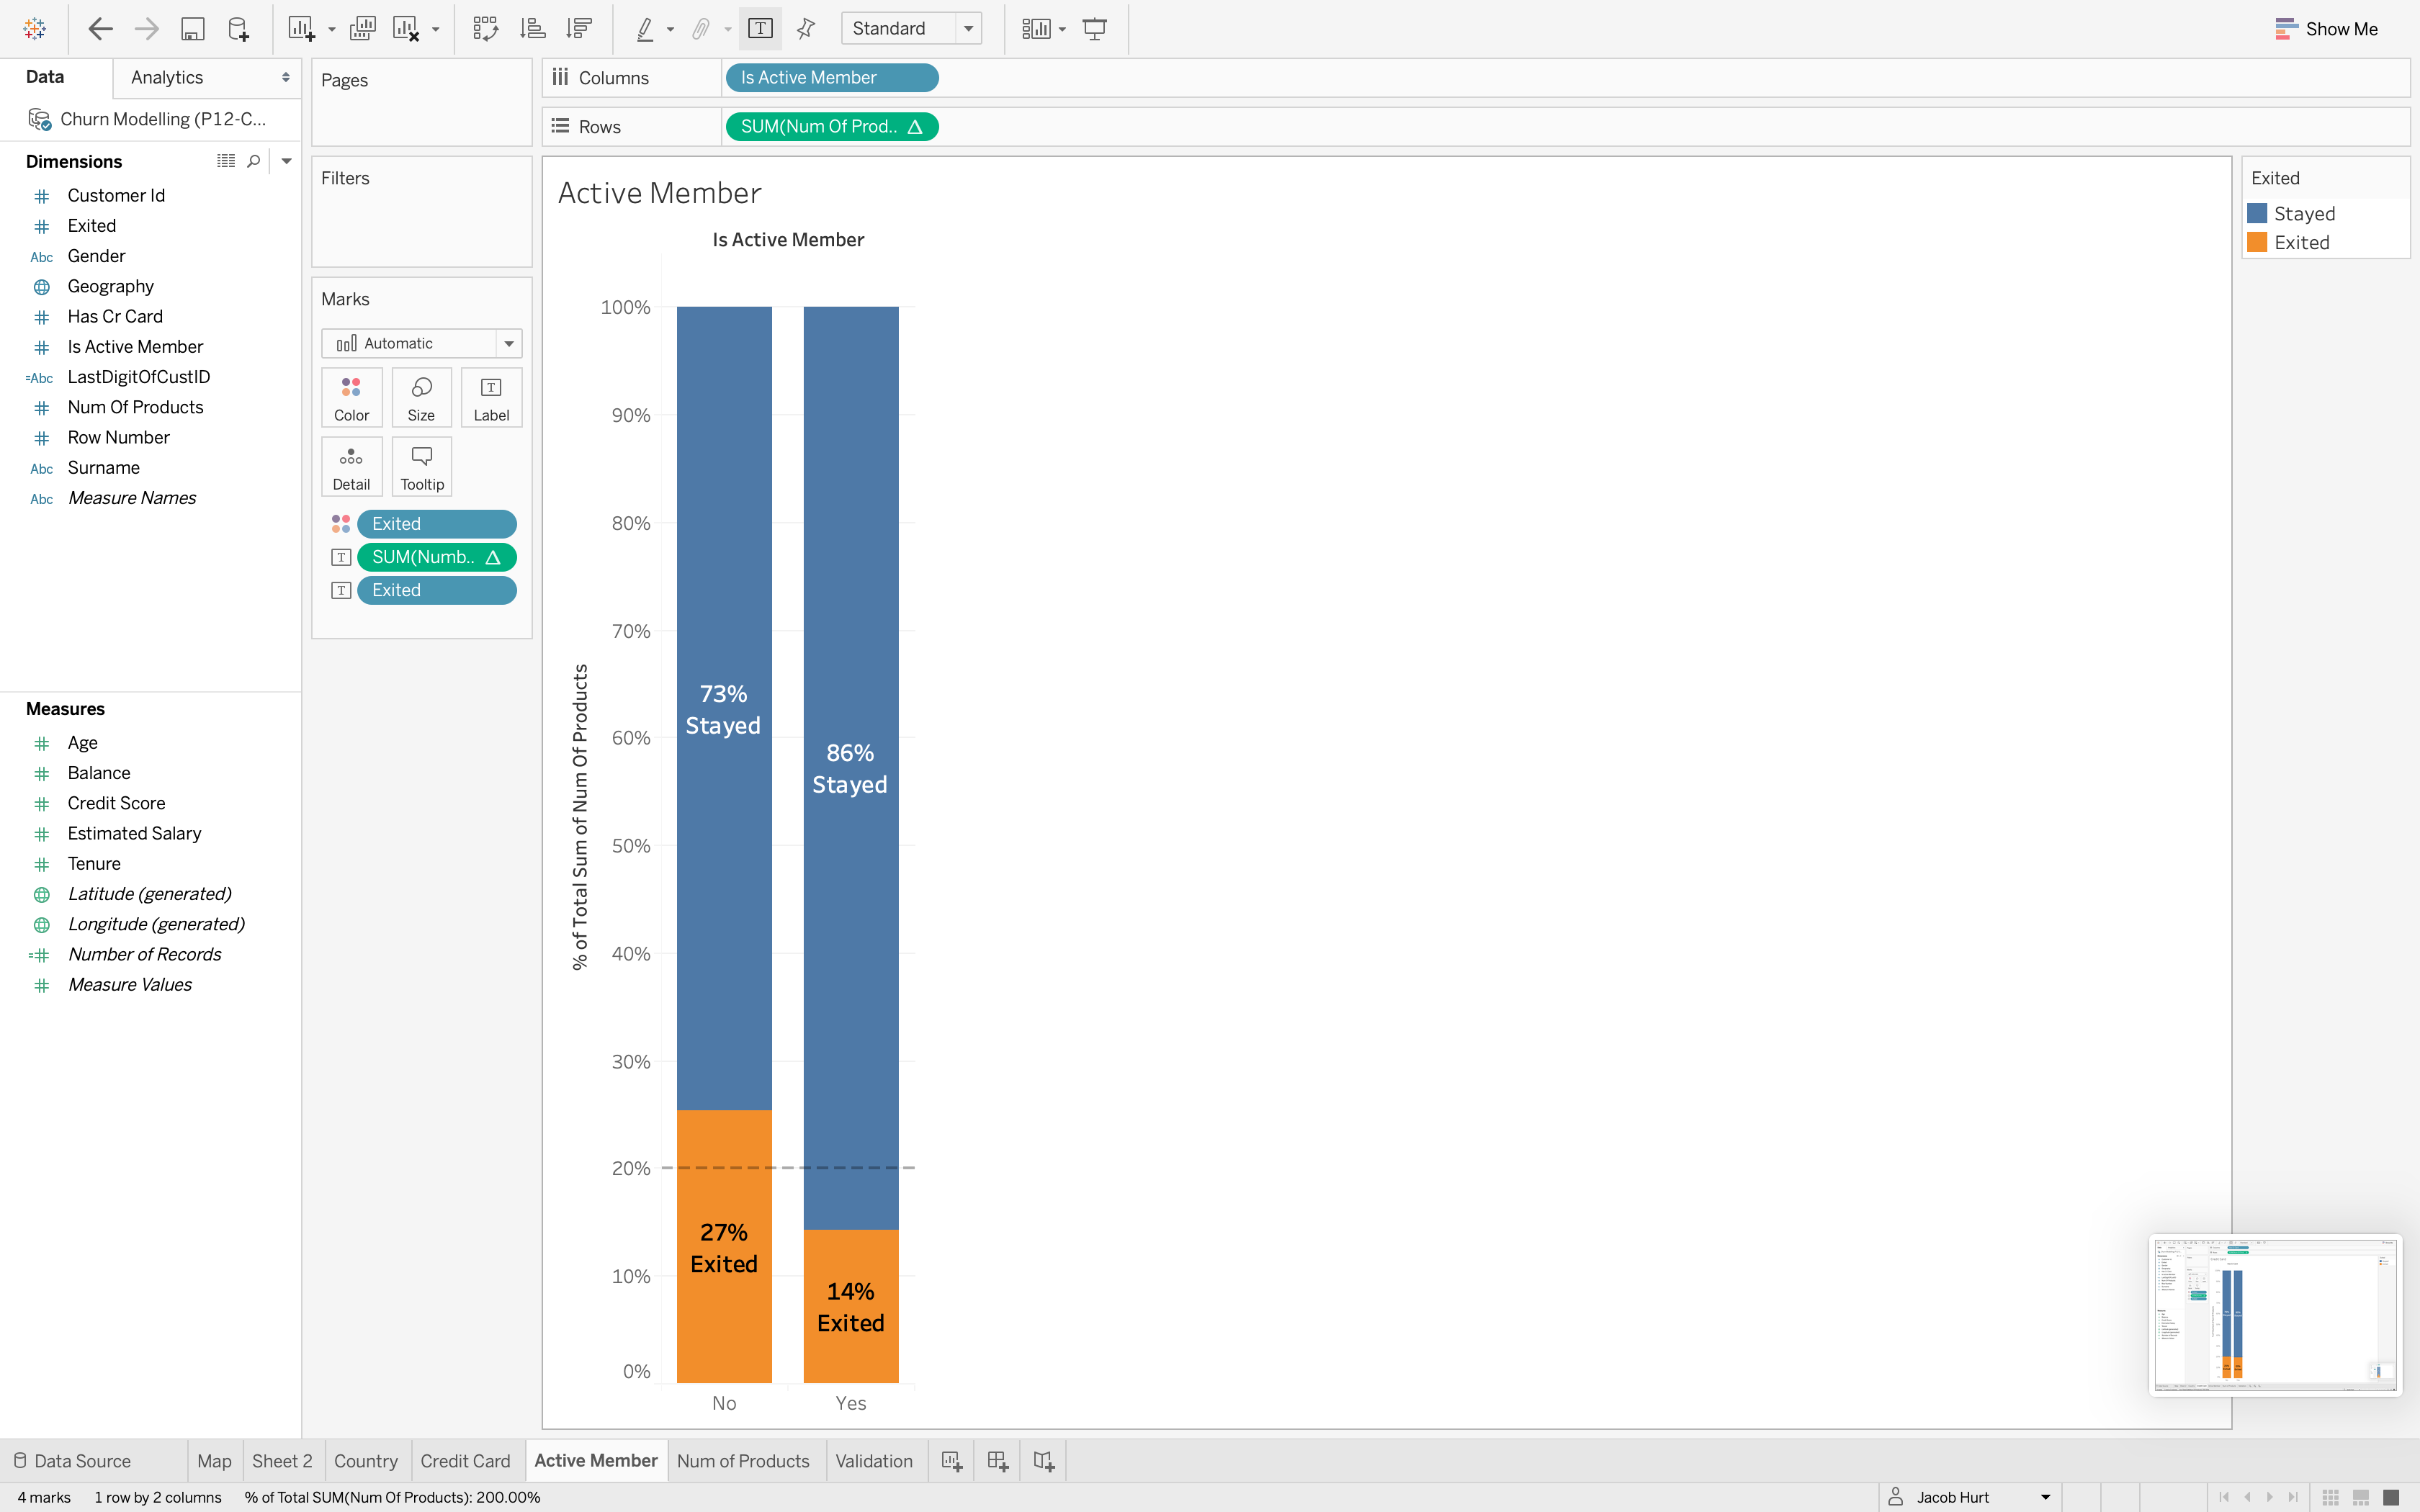 Standard
Show Me
Data
Analytics
Churn Modelling (P12-C...
Dimensions
# Customer Id
# Exited
Abc Gender
Geography
# Has Cr Card
# Is Active Member
=Abc LastDigitOfCustID
# Num Of Products
# Row Number
Abc Surname
Abc Measure Names
Measures
# Age
# Balance
# Credit Score
# Estimated Salary
# Tenure
Latitude (generated)
Longitude (generated)
=# Number of Records
# Measure Values
Pages
Filters
Marks
Automatic
Color
Size
T
Label
Detail
Tooltip
Exited
T SUM(Numb.. Δ
T Exited
Columns
Is Active Member
Rows
SUM(Num Of Prod.. Δ
Active Member
Is Active Member
% of Total Sum of Num Of Products
100%
90%
80%
70%
60%
50%
40%
30%
20%
10%
0%
73%
Stayed
86%
Stayed
27%
Exited
14%
Exited
No
Yes
Exited
Stayed
Exited
Data Source
Map
Sheet 2
Country
Credit Card
Active Member
Num of Products
Validation
4 marks
1 row by 2 columns
% of Total SUM(Num Of Products): 200.00%
Jacob Hurt